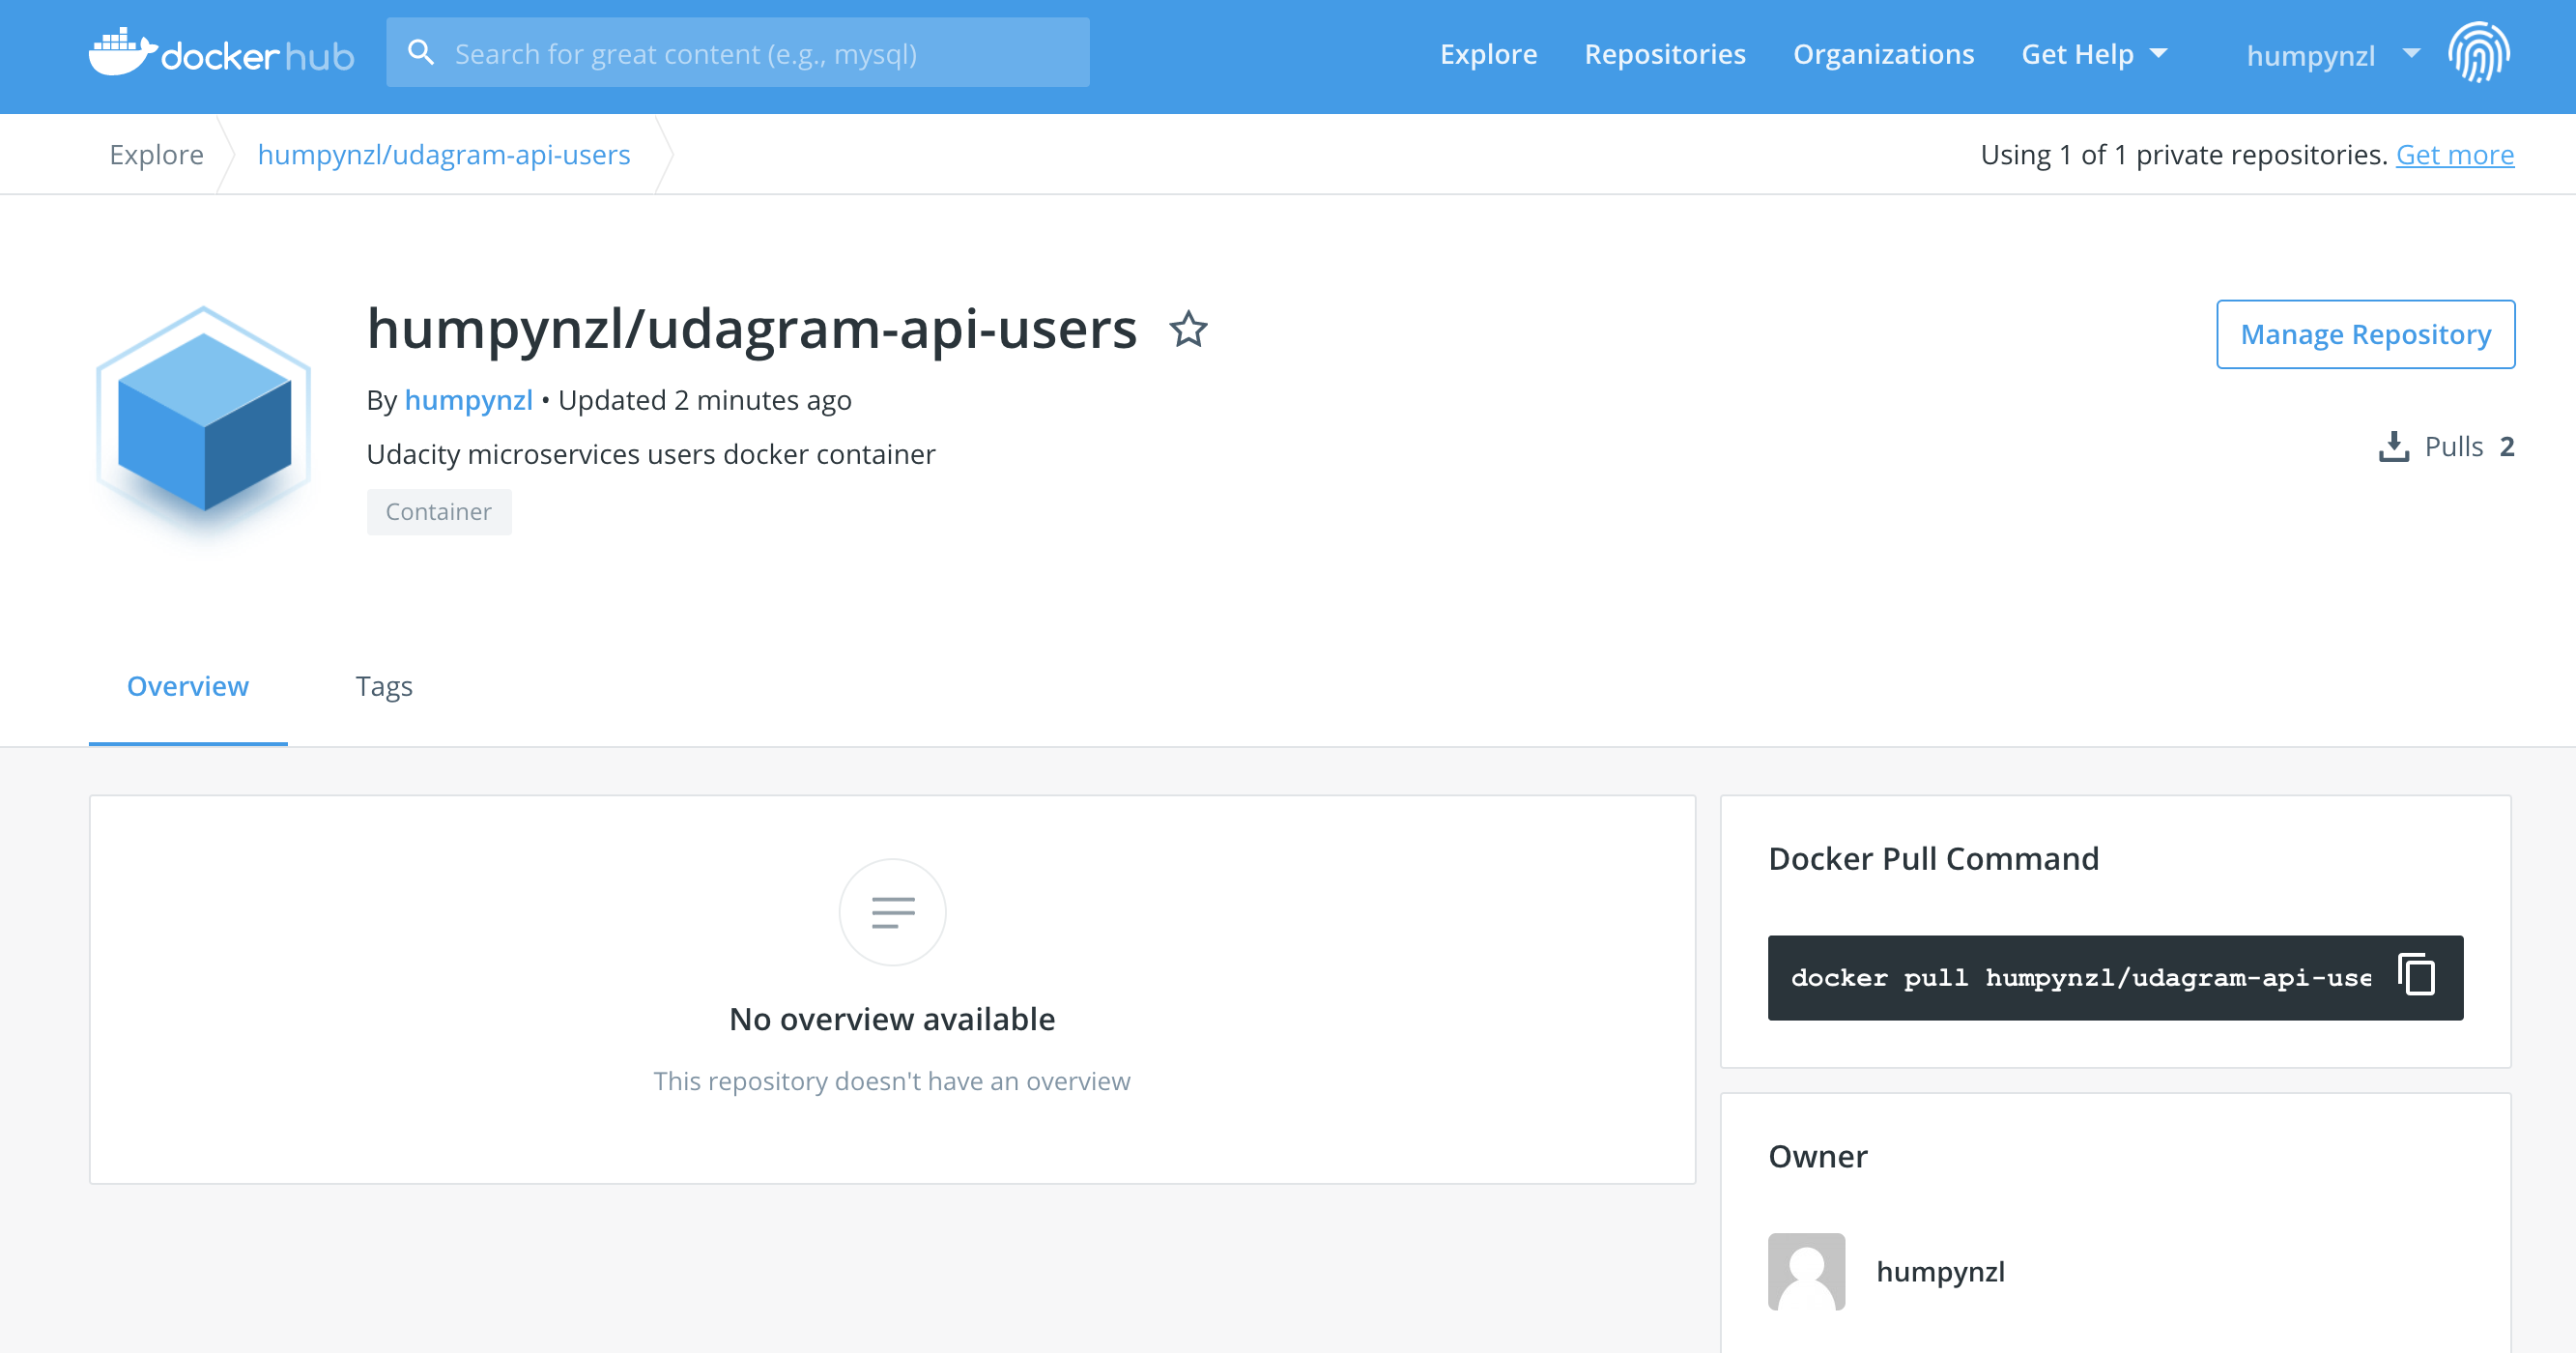 docker hub
Search for great content (e.g., mysql)
Explore
Repositories
Organizations
Get Help
humpynzl
Explore
humpynzl/udagram-api-users
Using 1 of 1 private repositories. Get more
humpynzl/udagram-api-users
Manage Repository
By humpynzl • Updated 2 minutes ago
Pulls 2
Udacity microservices users docker container
Container
Overview
Tags
Docker Pull Command
docker pull humpynzl/udagram-api-use
No overview available
This repository doesn't have an overview
Owner
humpynzl